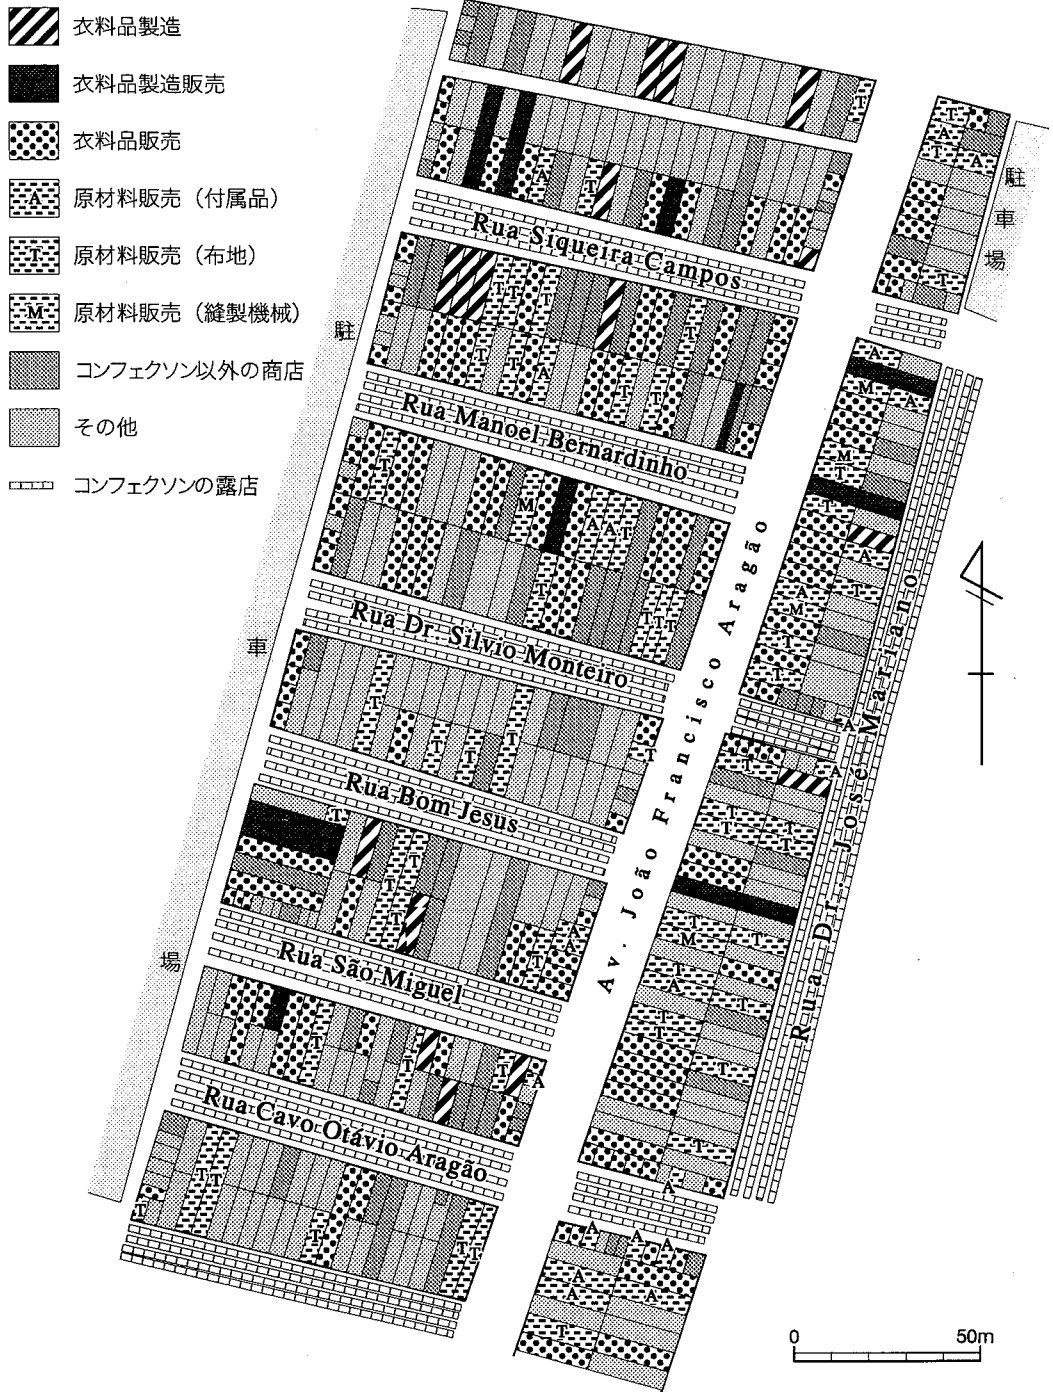 衣料品製造
衣料品製造販売
衣料品販売
A 原材料販売（付属品）
T 原材料販売（布地）
M 原材料販売（縫製機械）
コンフェクソン以外の商店
その他
コンフェクソンの露店
駐車場
駐車場
Rua Siqueira Campos
Rua Manoel Bernardinho
Rua Dr. Silvio Monteiro
Rua Bom Jesus
Rua São Miguel
Rua Cavo Otávio Aragão
Av. João Francisco Aragão
Rua Dr. José Mariano
0 50m